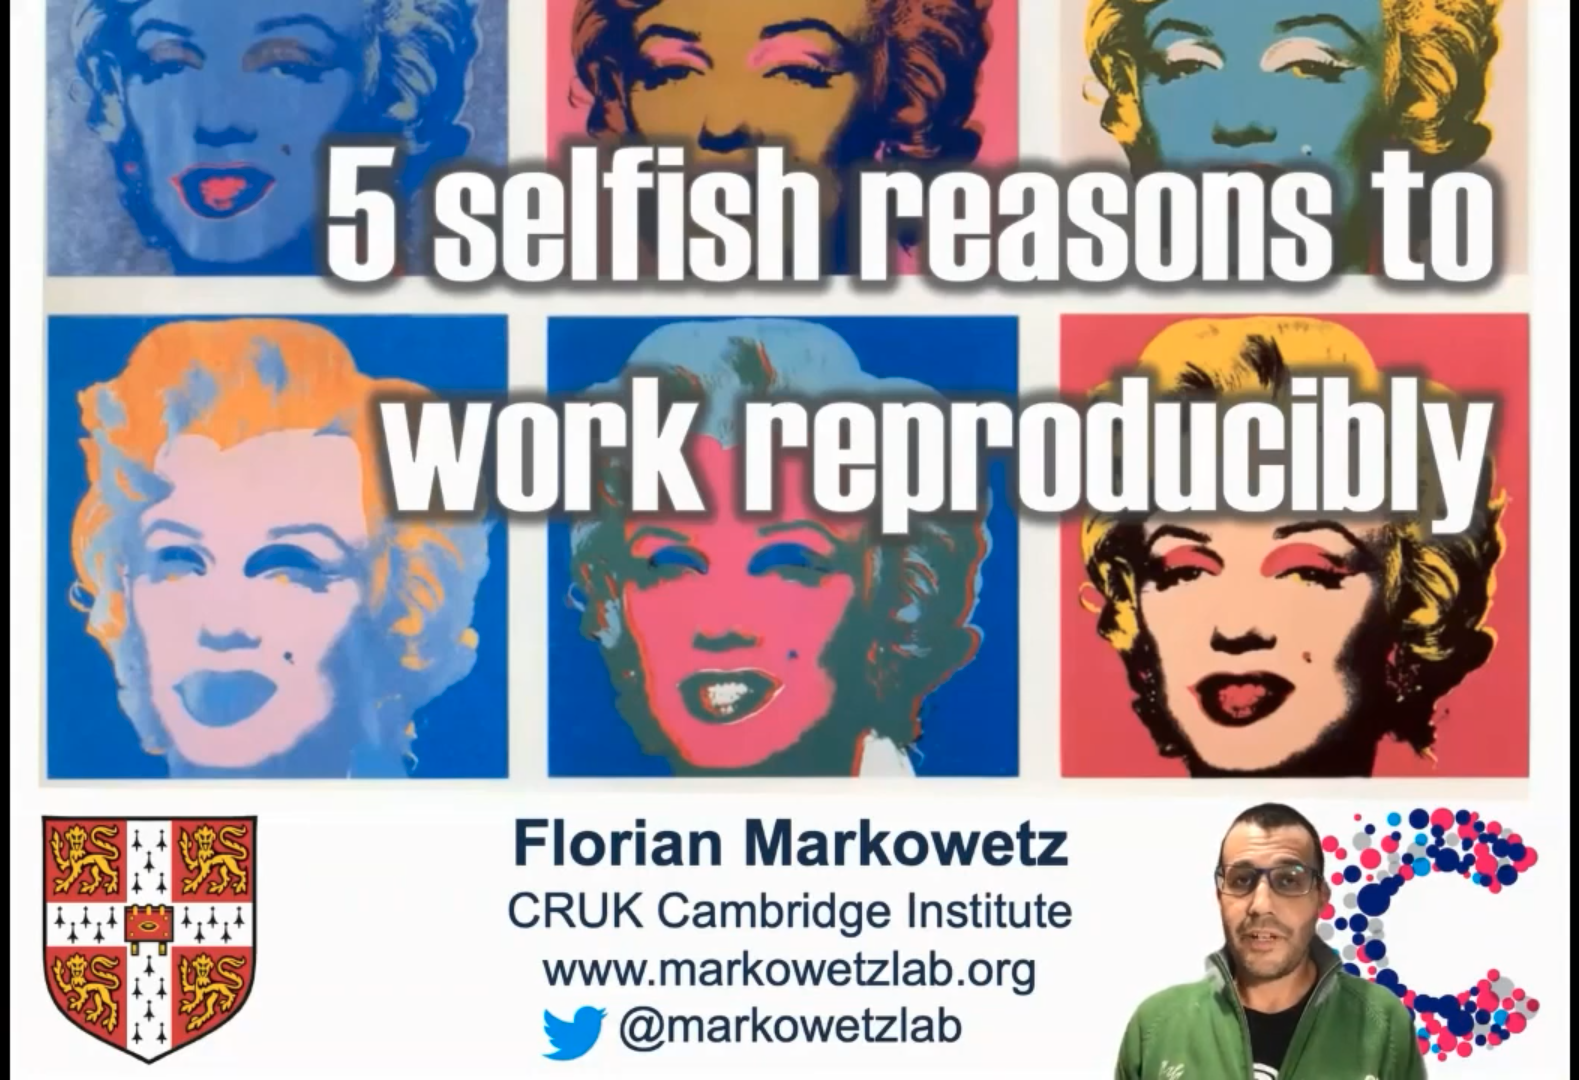 5 selfish reasons to
work reproducibly
Florian Markowetz
CRUK Cambridge Institute
www.markowetzlab.org
@markowetzlab